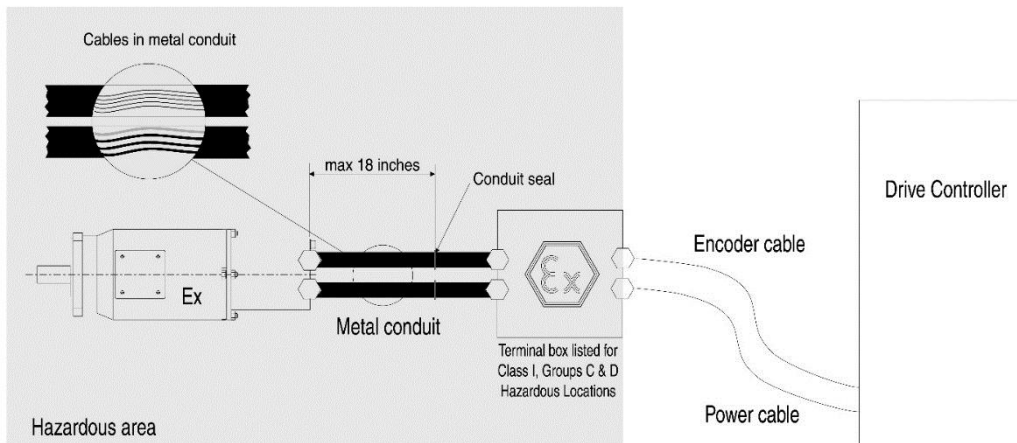 Cables in metal conduit
max 18 inches
Conduit seal
Drive Controller
Encoder cable
Ex
Ex
Metal conduit
Terminal box listed for
Class I, Groups C & D
Hazardous Locations
Power cable
Hazardous area